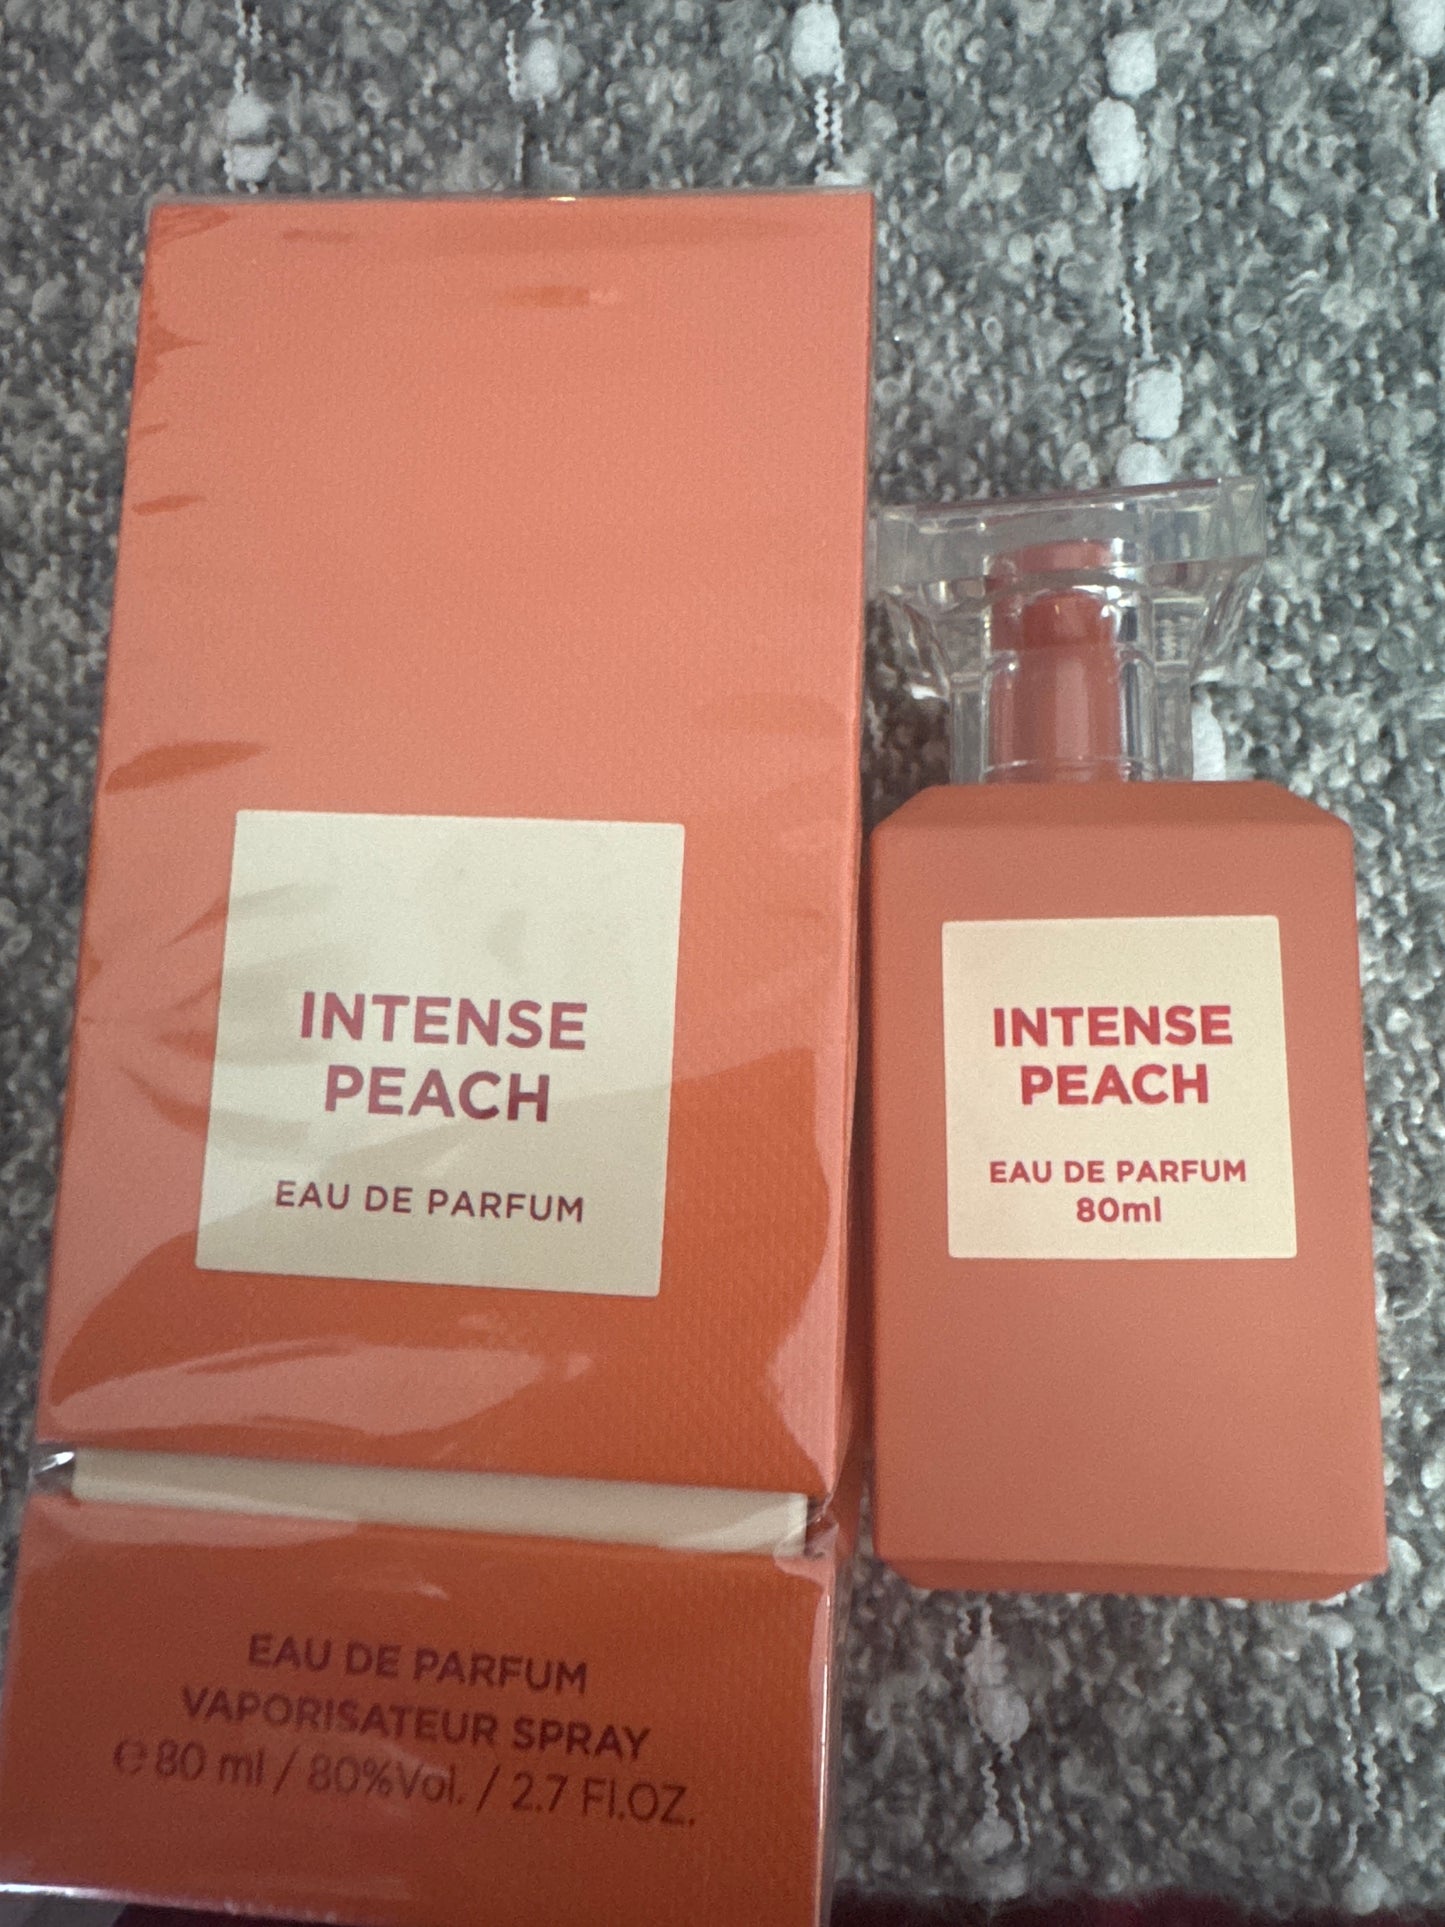 INTENSE
PEACH
EAU DE PARFUM
EAU DE PARFUM
VAPORISATEUR SPRAY
℮ 80 ml / 80%Vol. / 2.7 Fl.OZ.
INTENSE
PEACH
EAU DE PARFUM
80ml